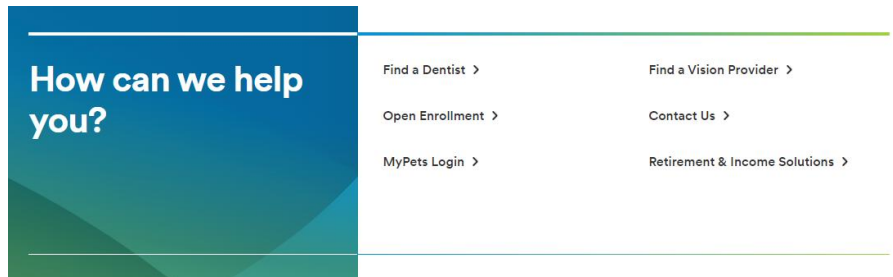 How can we help
you?
Find a Dentist >
Find a Vision Provider >
Open Enrollment >
Contact Us >
MyPets Login >
Retirement & Income Solutions >